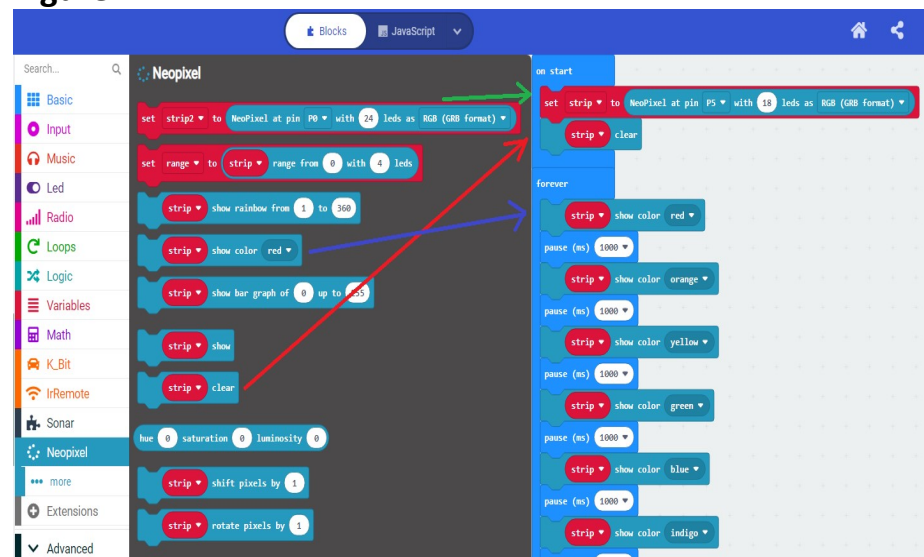 Blocks
JavaScript
Search...
Basic
Input
Music
Led
Radio
Loops
Logic
Variables
Math
K_Bit
IrRemote
Sonar
Neopixel
more
Extensions
Advanced
Neopixel
set strip2 to NeoPixel at pin P0 with 24 leds as RGB (GRB format)
set range to strip range from 0 with 4 leds
strip show rainbow from 1 to 360
strip show color red
strip show bar graph of 0 up to 255
strip show
strip clear
hue 0 saturation 0 luminosity 0
strip shift pixels by 1
strip rotate pixels by 1
on start
set strip to NeoPixel at pin P5 with 18 leds as RGB (GRB format)
strip clear
forever
strip show color red
pause (ms) 1000
strip show color orange
pause (ms) 1000
strip show color yellow
pause (ms) 1000
strip show color green
pause (ms) 1000
strip show color blue
pause (ms) 1000
strip show color indigo